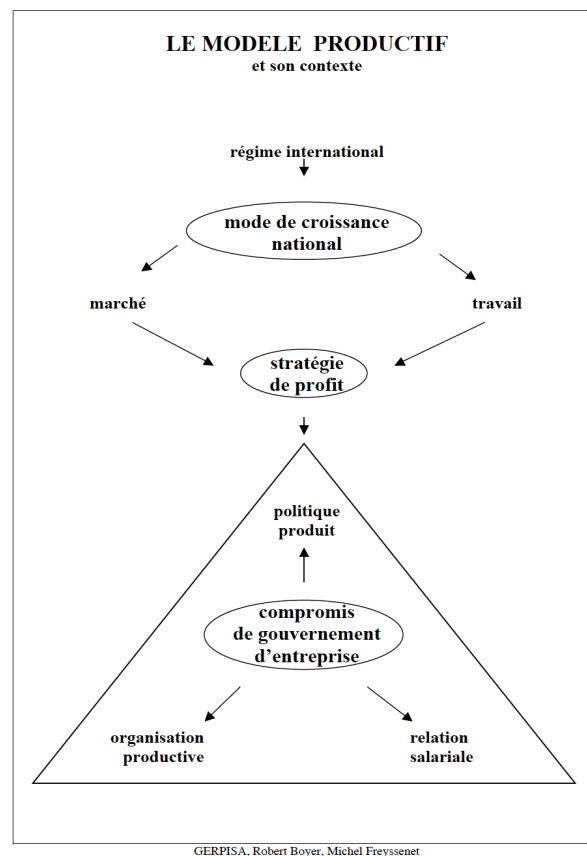 LE MODELE PRODUCTIF
et son contexte
régime international
mode de croissance
national
marché
travail
stratégie
de profit
politique
produit
compromis
de gouvernement
d’entreprise
organisation
productive
relation
salariale
GERPISA, Robert Boyer, Michel Freyssenet